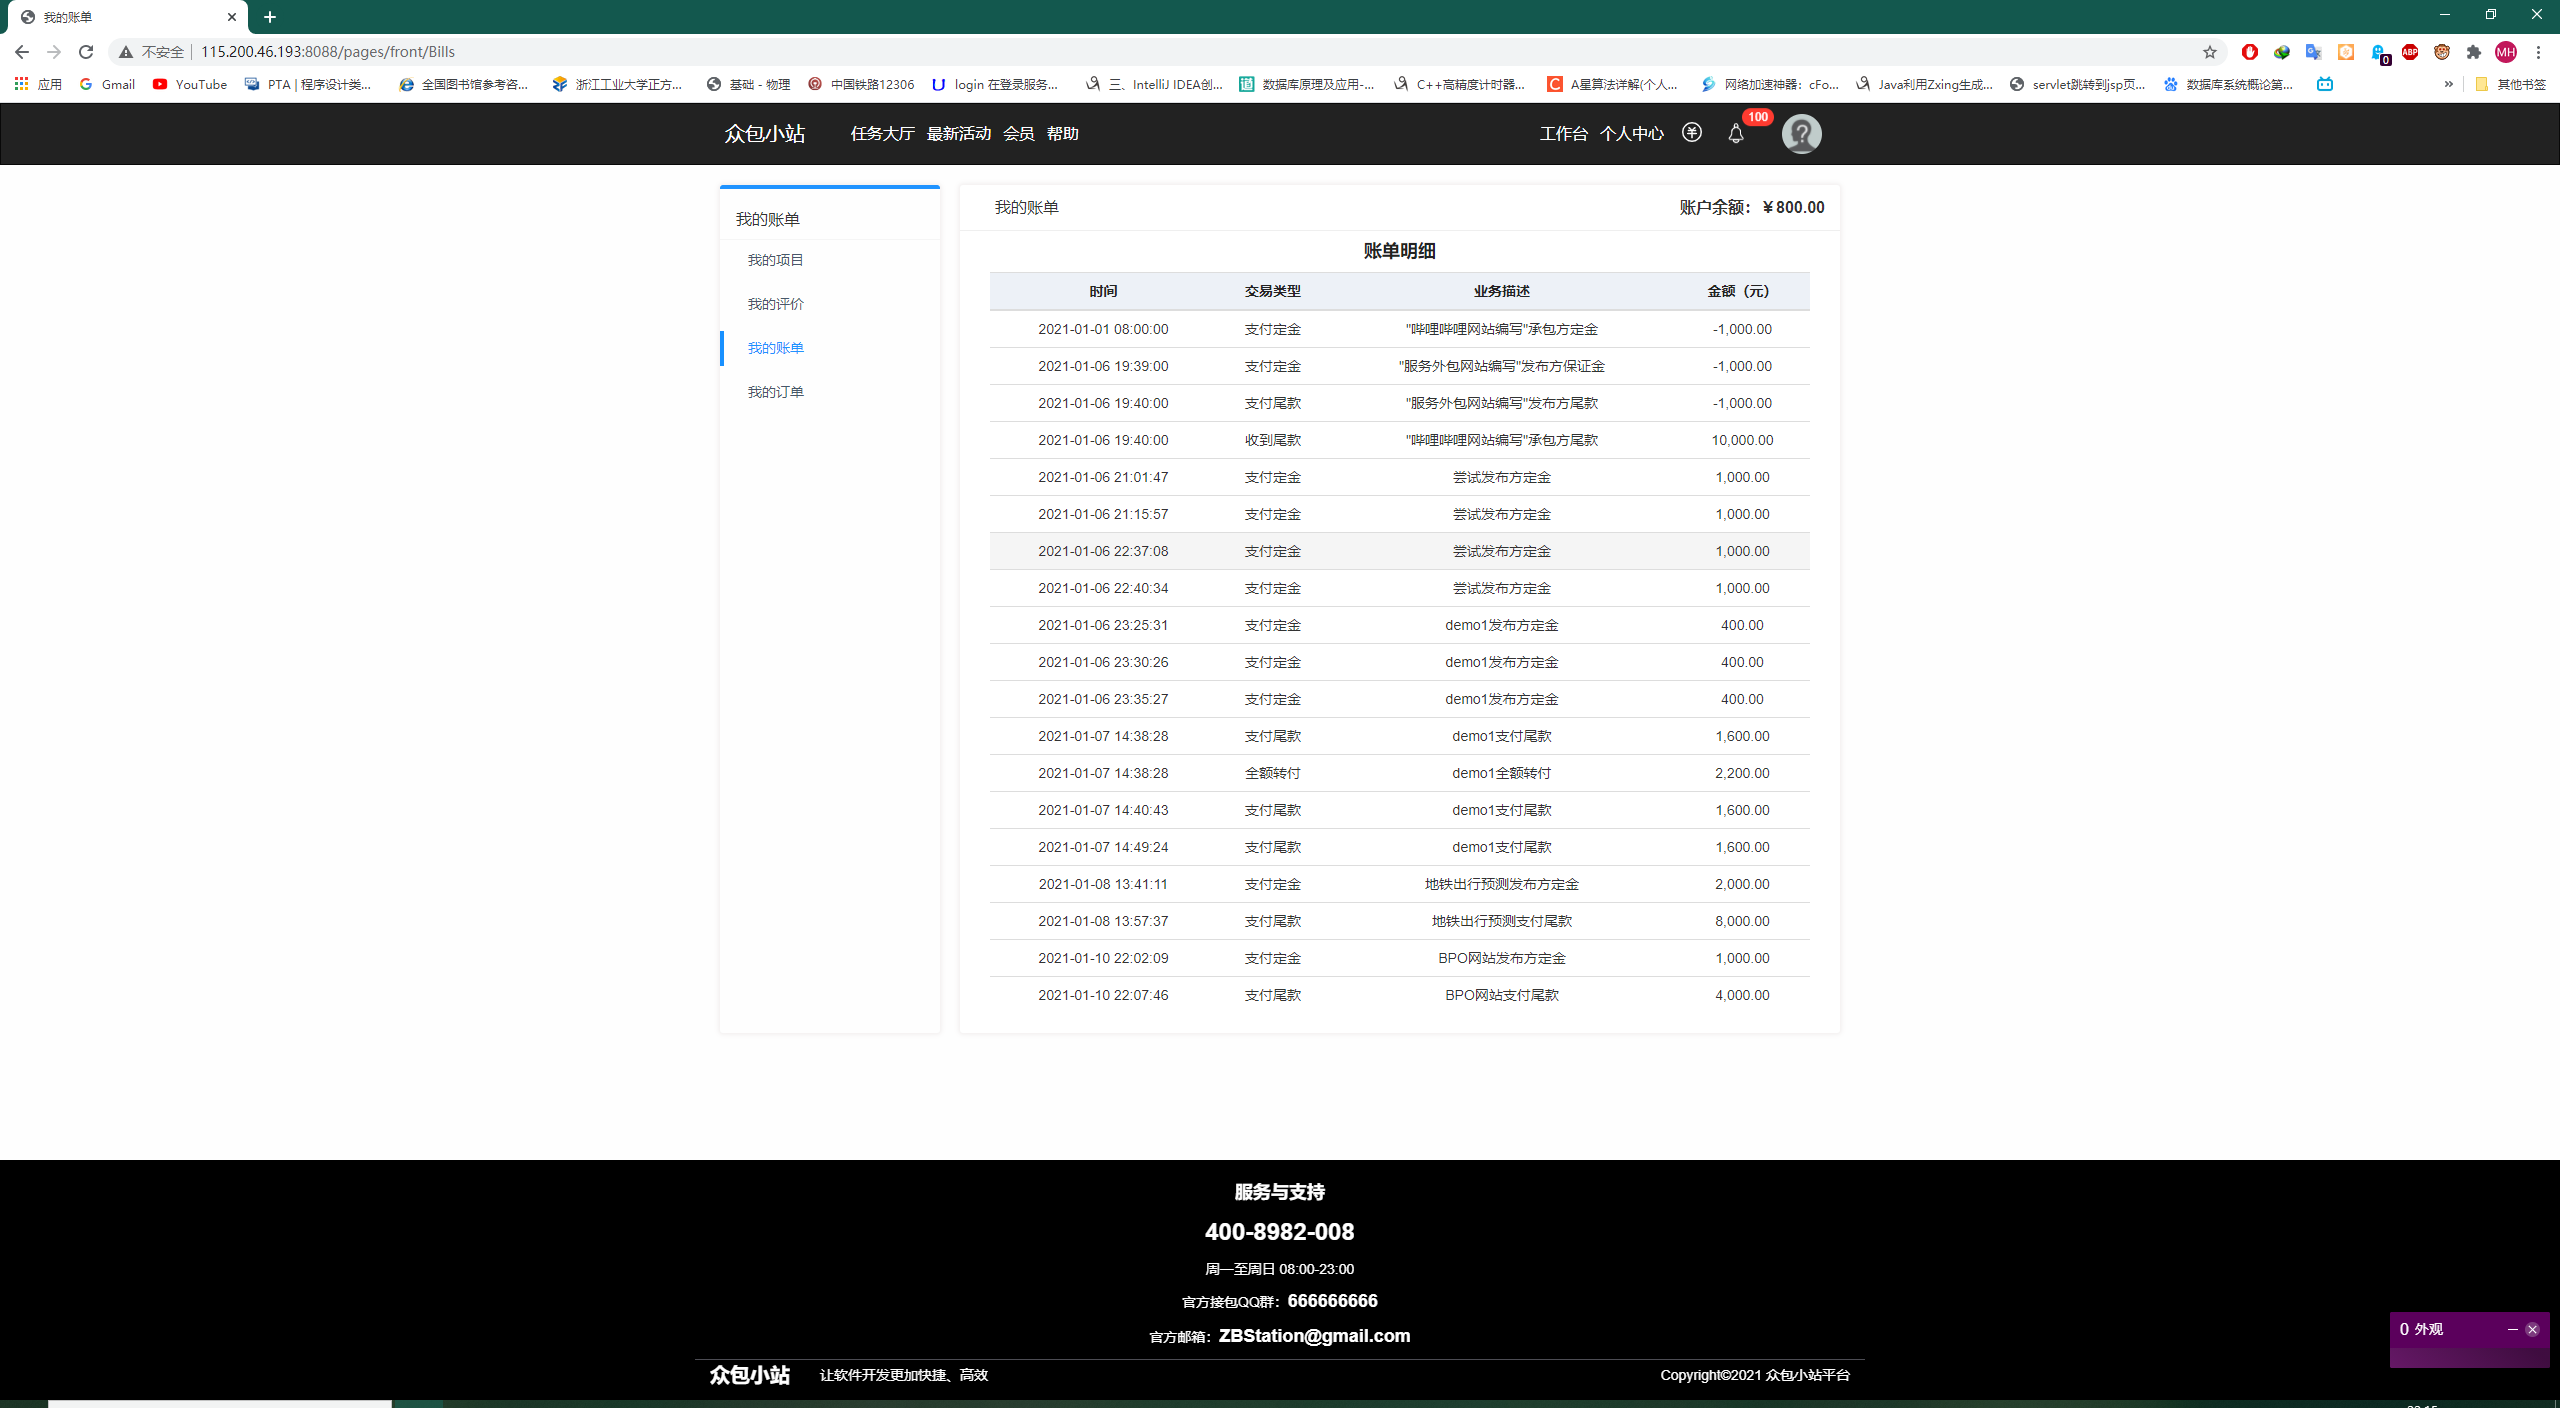 我的账单
不安全 115.200.46.193:8088/pages/front/Bills
MH
0
ABP
应用 Gmail YouTube PTA | 程序设计类... 全国图书馆参考咨... 浙江工业大学正方... 基础 - 物理 中国铁路12306 login 在登录服务... 三、IntelliJ IDEA创... 数据库原理及应用-... C++高精度计时器... A星算法详解(个人... 网络加速神器：cFo... Java利用Zxing生成... servlet跳转到jsp页... 数据库系统概论第... » 其他书签
众包小站 任务大厅 最新活动 会员 帮助 工作台 个人中心 100
我的账单
我的项目
我的评价
我的账单
我的订单
我的账单 账户余额：￥800.00
账单明细
时间 交易类型 业务描述 金额（元）
2021-01-01 08:00:00 支付定金 "哔哩哔哩网站编写"承包方定金 -1,000.00
2021-01-06 19:39:00 支付定金 "服务外包网站编写"发布方保证金 -1,000.00
2021-01-06 19:40:00 支付尾款 "服务外包网站编写"发布方尾款 -1,000.00
2021-01-06 19:40:00 收到尾款 "哔哩哔哩网站编写"承包方尾款 10,000.00
2021-01-06 21:01:47 支付定金 尝试发布方定金 1,000.00
2021-01-06 21:15:57 支付定金 尝试发布方定金 1,000.00
2021-01-06 22:37:08 支付定金 尝试发布方定金 1,000.00
2021-01-06 22:40:34 支付定金 尝试发布方定金 1,000.00
2021-01-06 23:25:31 支付定金 demo1发布方定金 400.00
2021-01-06 23:30:26 支付定金 demo1发布方定金 400.00
2021-01-06 23:35:27 支付定金 demo1发布方定金 400.00
2021-01-07 14:38:28 支付尾款 demo1支付尾款 1,600.00
2021-01-07 14:38:28 全额转付 demo1全额转付 2,200.00
2021-01-07 14:40:43 支付尾款 demo1支付尾款 1,600.00
2021-01-07 14:49:24 支付尾款 demo1支付尾款 1,600.00
2021-01-08 13:41:11 支付定金 地铁出行预测发布方定金 2,000.00
2021-01-08 13:57:37 支付尾款 地铁出行预测支付尾款 8,000.00
2021-01-10 22:02:09 支付定金 BPO网站发布方定金 1,000.00
2021-01-10 22:07:46 支付尾款 BPO网站支付尾款 4,000.00
服务与支持
400-8982-008
周一至周日 08:00-23:00
官方接包QQ群：666666666
官方邮箱：ZBStation@gmail.com
0 外观
众包小站 让软件开发更加快捷、高效 Copyright©2021 众包小站平台